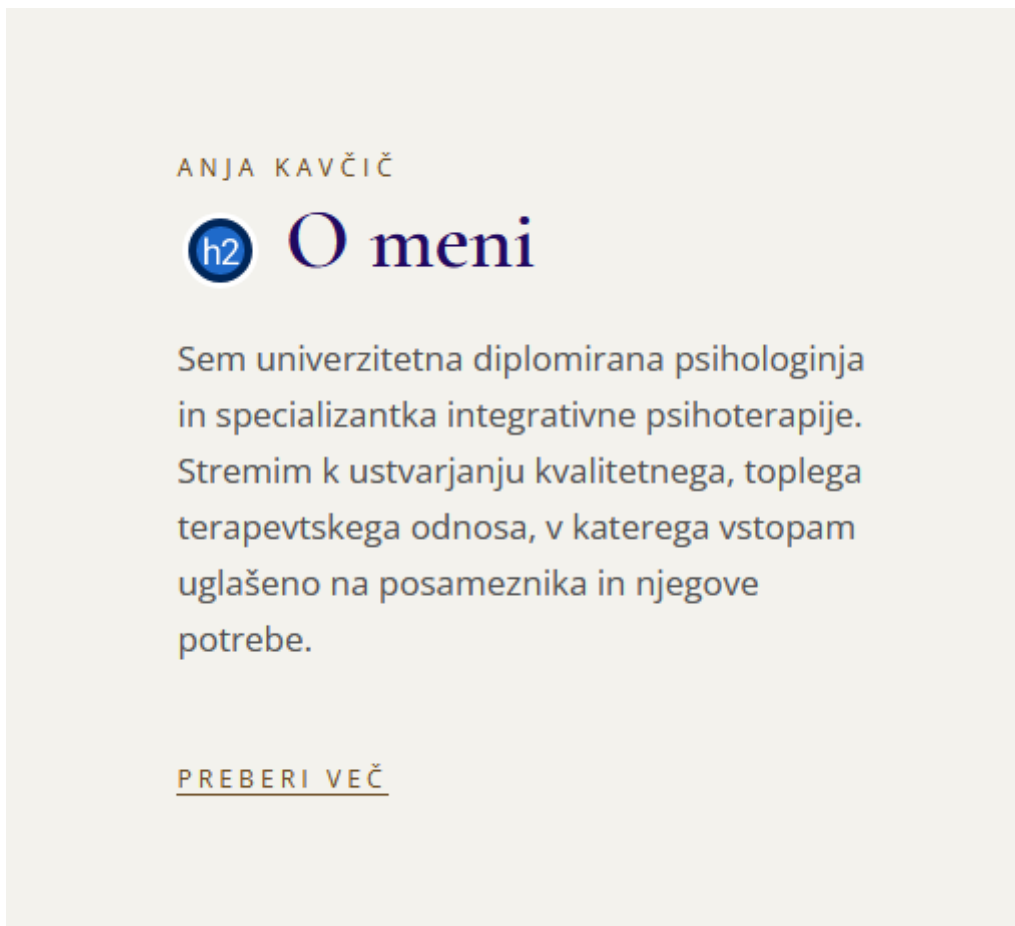 ANJA KAVČIČ
h2 O meni
Sem univerzitetna diplomirana psihologinja
in specializantka integrativne psihoterapije.
Stremim k ustvarjanju kvalitetnega, toplega
terapevtskega odnosa, v katerega vstopam
uglašeno na posameznika in njegove
potrebe.
PREBERI VEČ